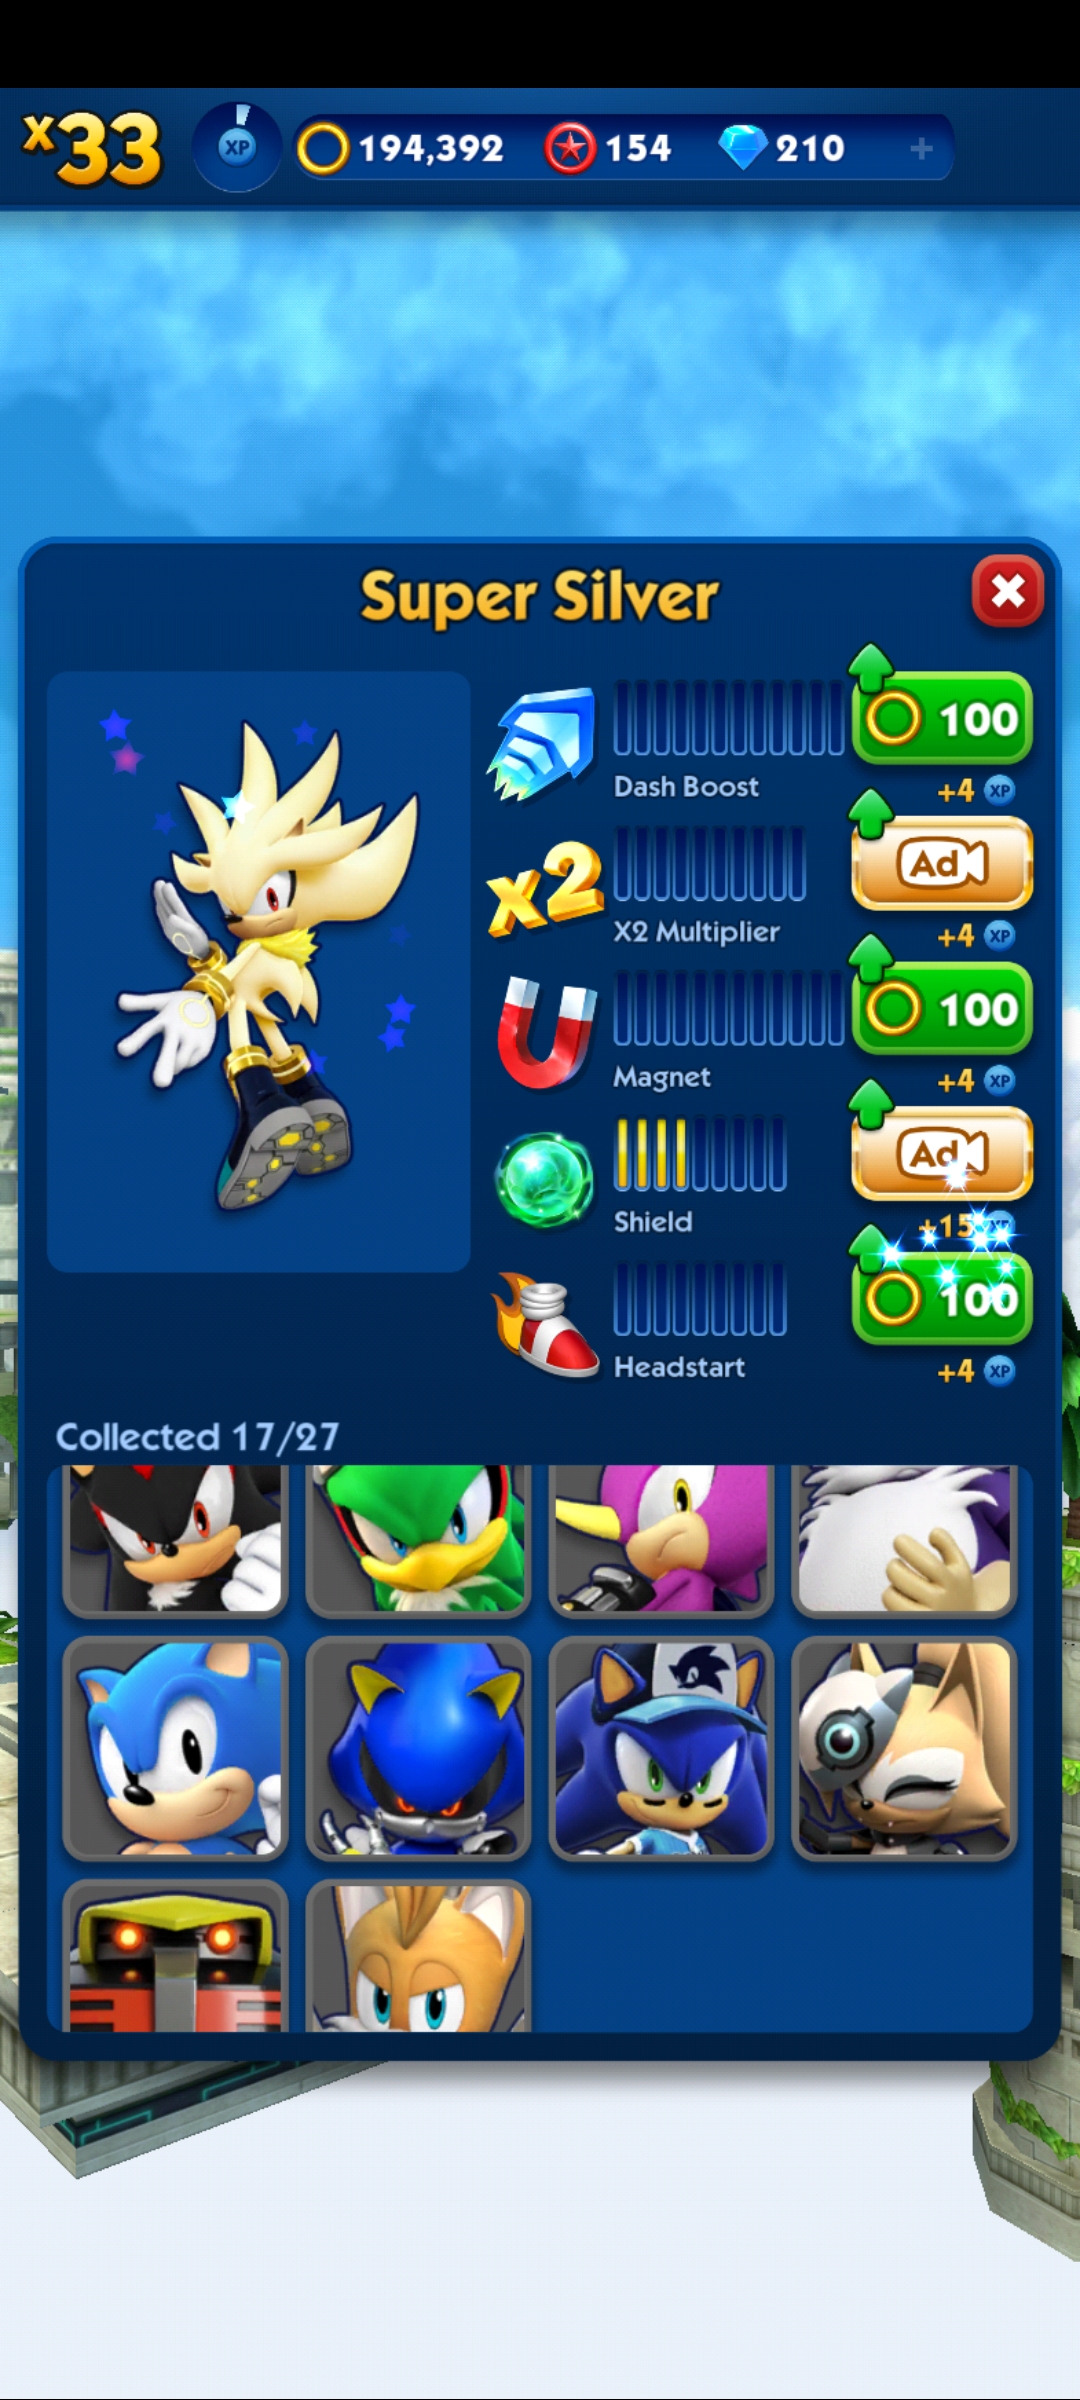 x33
XP
194,392
154
210
+
Super Silver
100
Dash Boost
+4 XP
x2
Ad
X2 Multiplier
+4 XP
100
Magnet
+4 XP
Ad
Shield
+15 XP
100
Headstart
+4 XP
Collected 17/27